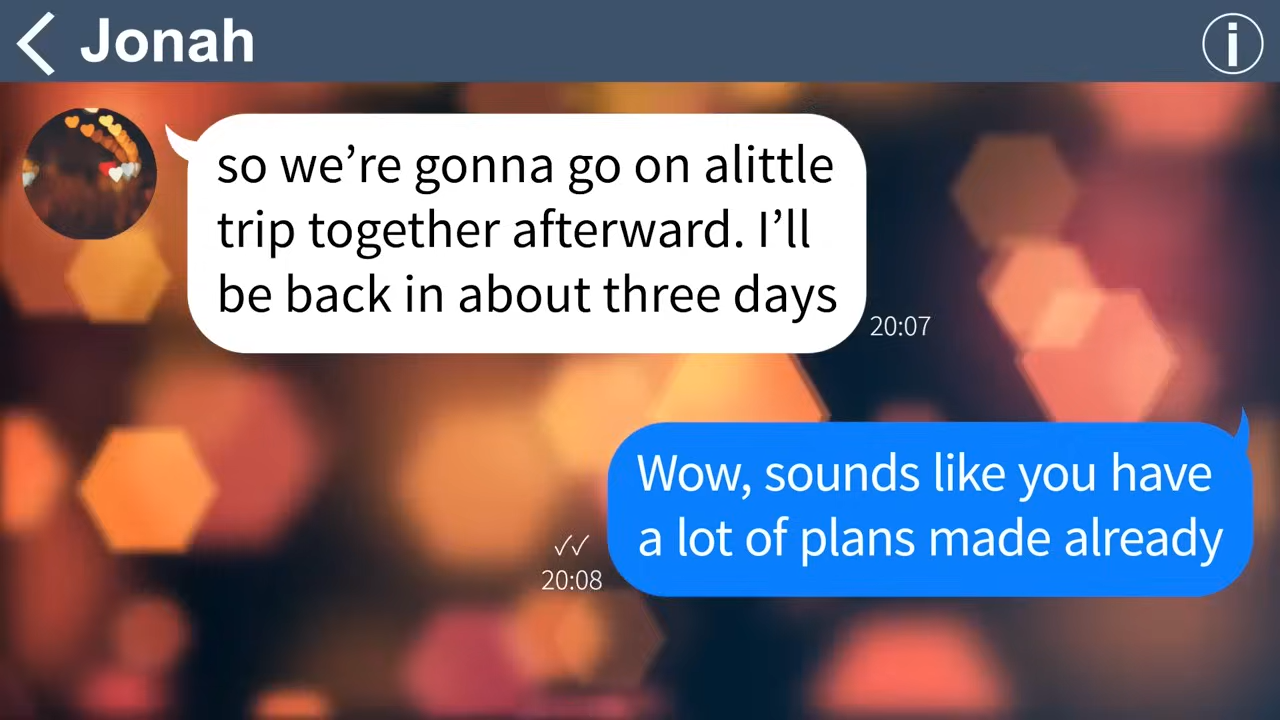 Jonah
so we’re gonna go on alittle
trip together afterward. I’ll
be back in about three days
20:07
Wow, sounds like you have
a lot of plans made already
20:08